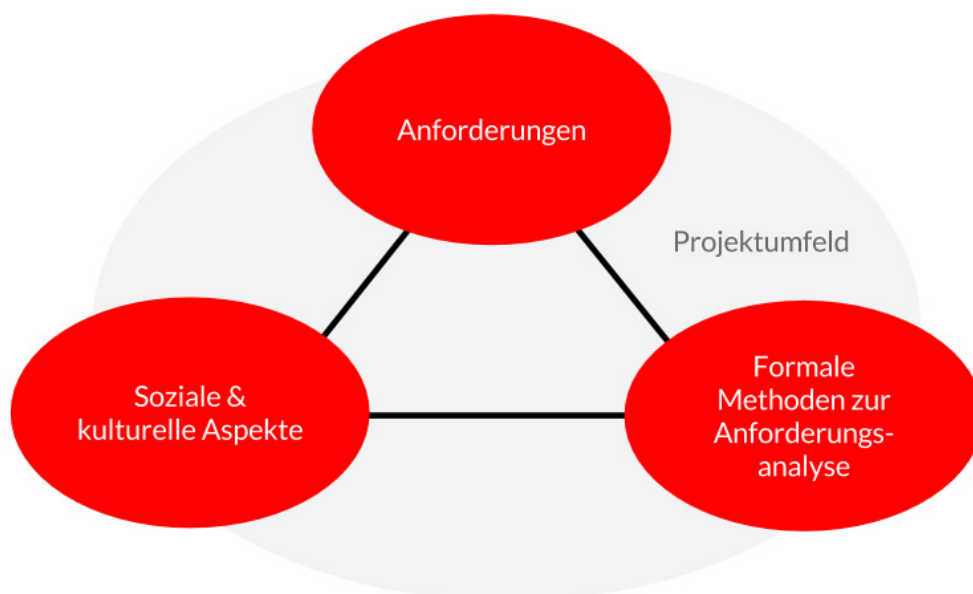 Anforderungen
Projektumfeld
Soziale &
kulturelle Aspekte
Formale
Methoden zur
Anforderungs-
analyse